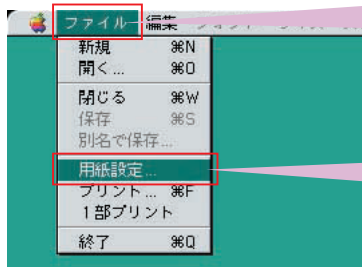 ファイル 編集
新規 ⌘N
開く... ⌘O
閉じる ⌘W
保存 ⌘S
別名で保存...
用紙設定...
プリント... ⌘F
1部プリント
終了 ⌘Q